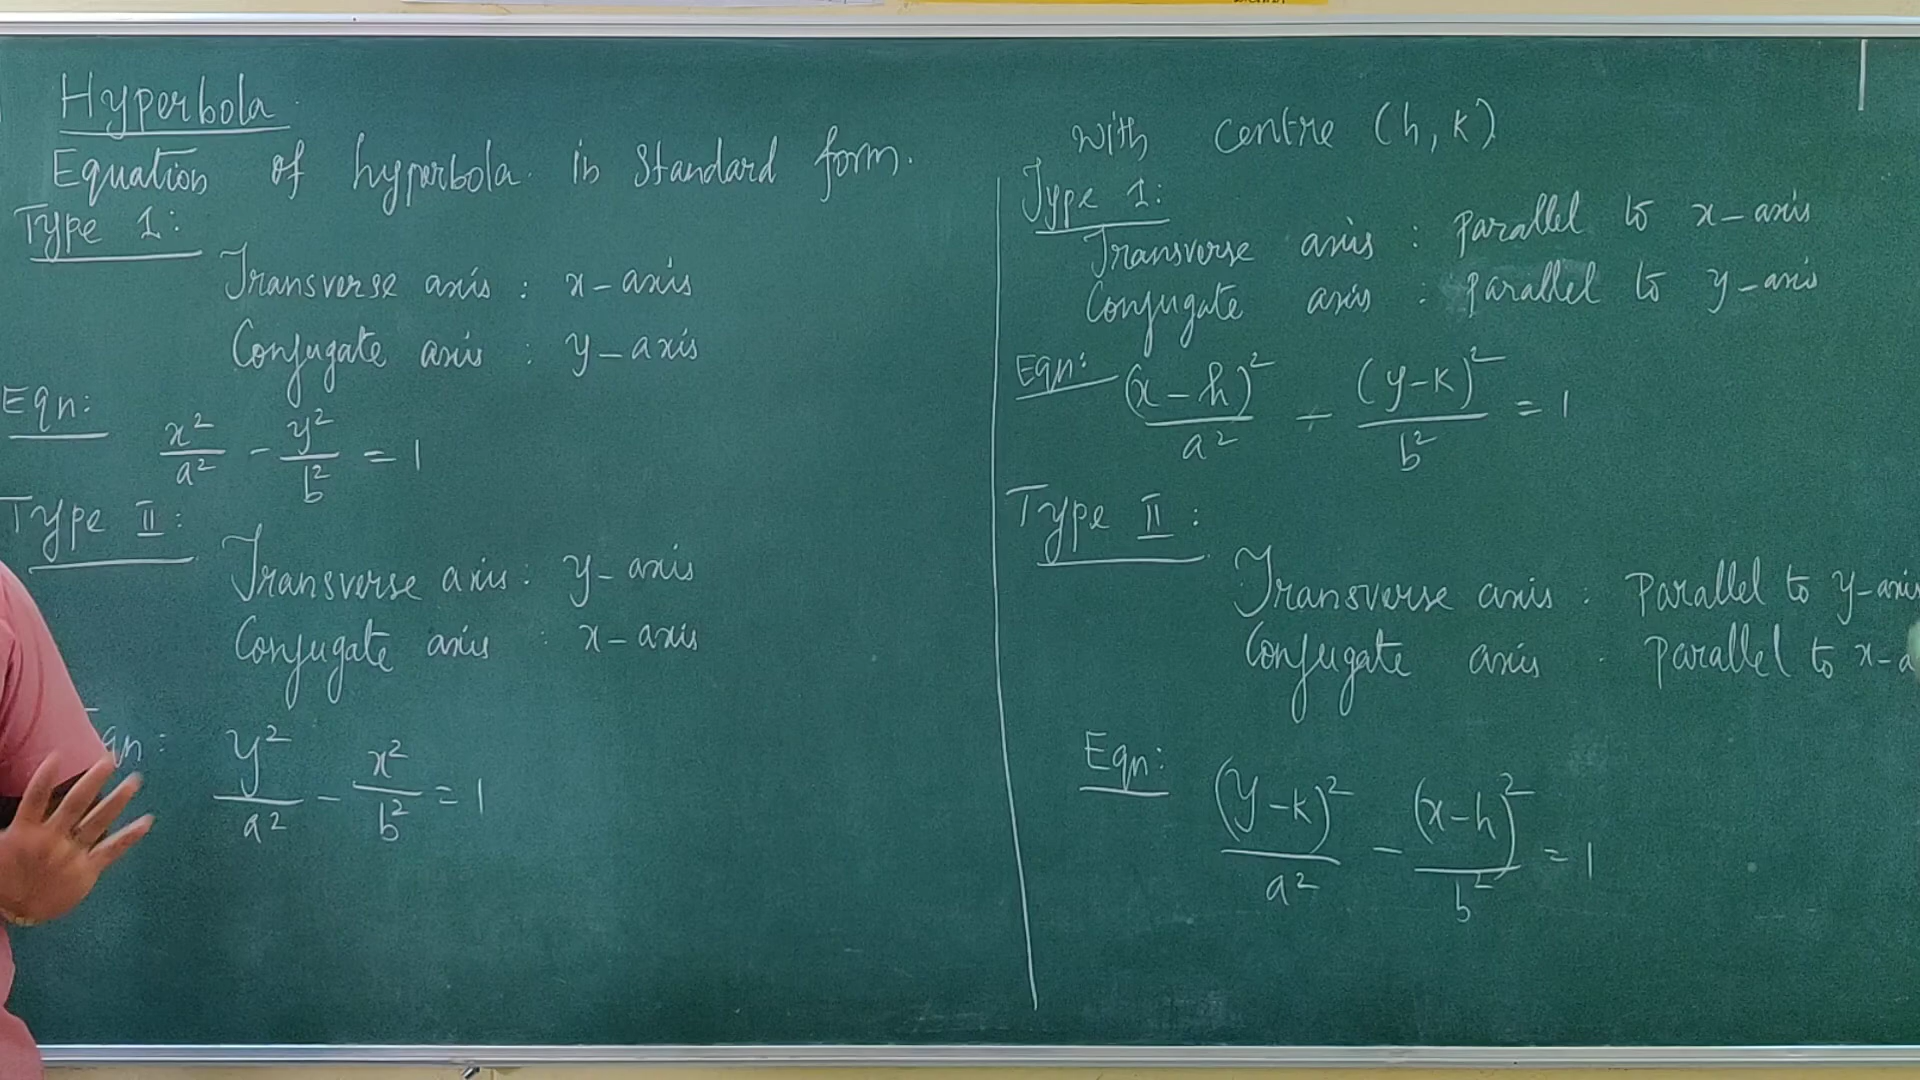 Hyperbola
Equation of hyperbola in Standard form.
Type 1:
Transverse axis : x-axis
Conjugate axis : y-axis
Eqn:
x²/a² - y²/b² = 1
Type II:
Transverse axis : y-axis
Conjugate axis : x-axis
qn:
y²/a² - x²/b² = 1
With centre (h, k)
Type 1:
Transverse axis : parallel to x-axis
Conjugate axis : parallel to y-axis
Eqn: (x-h)²/a² - (y-k)²/b² = 1
Type II:
Transverse axis : Parallel to y-axis
Conjugate axis . parallel to x-a
Eqn:
(y-k)²/a² - (x-h)²/b² = 1